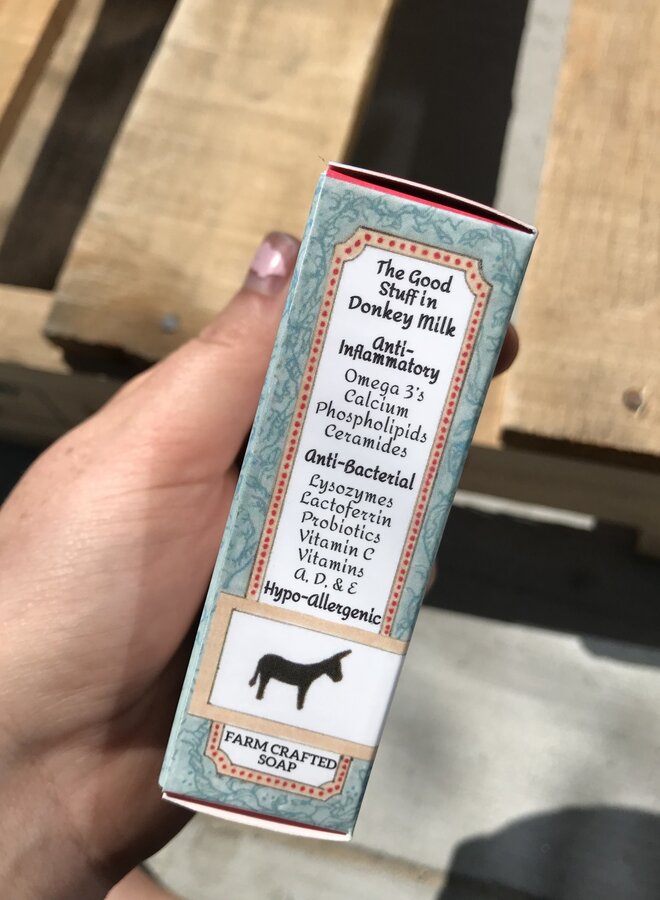 The Good
Stuff in
Donkey Milk
Anti-
Inflammatory
Omega 3's
Calcium
Phospholipids
Ceramides
Anti-Bacterial
Lysozymes
Lactoferrin
Probiotics
Vitamin C
Vitamins
A, D, & E
Hypo-Allergenic
FARM CRAFTED
SOAP